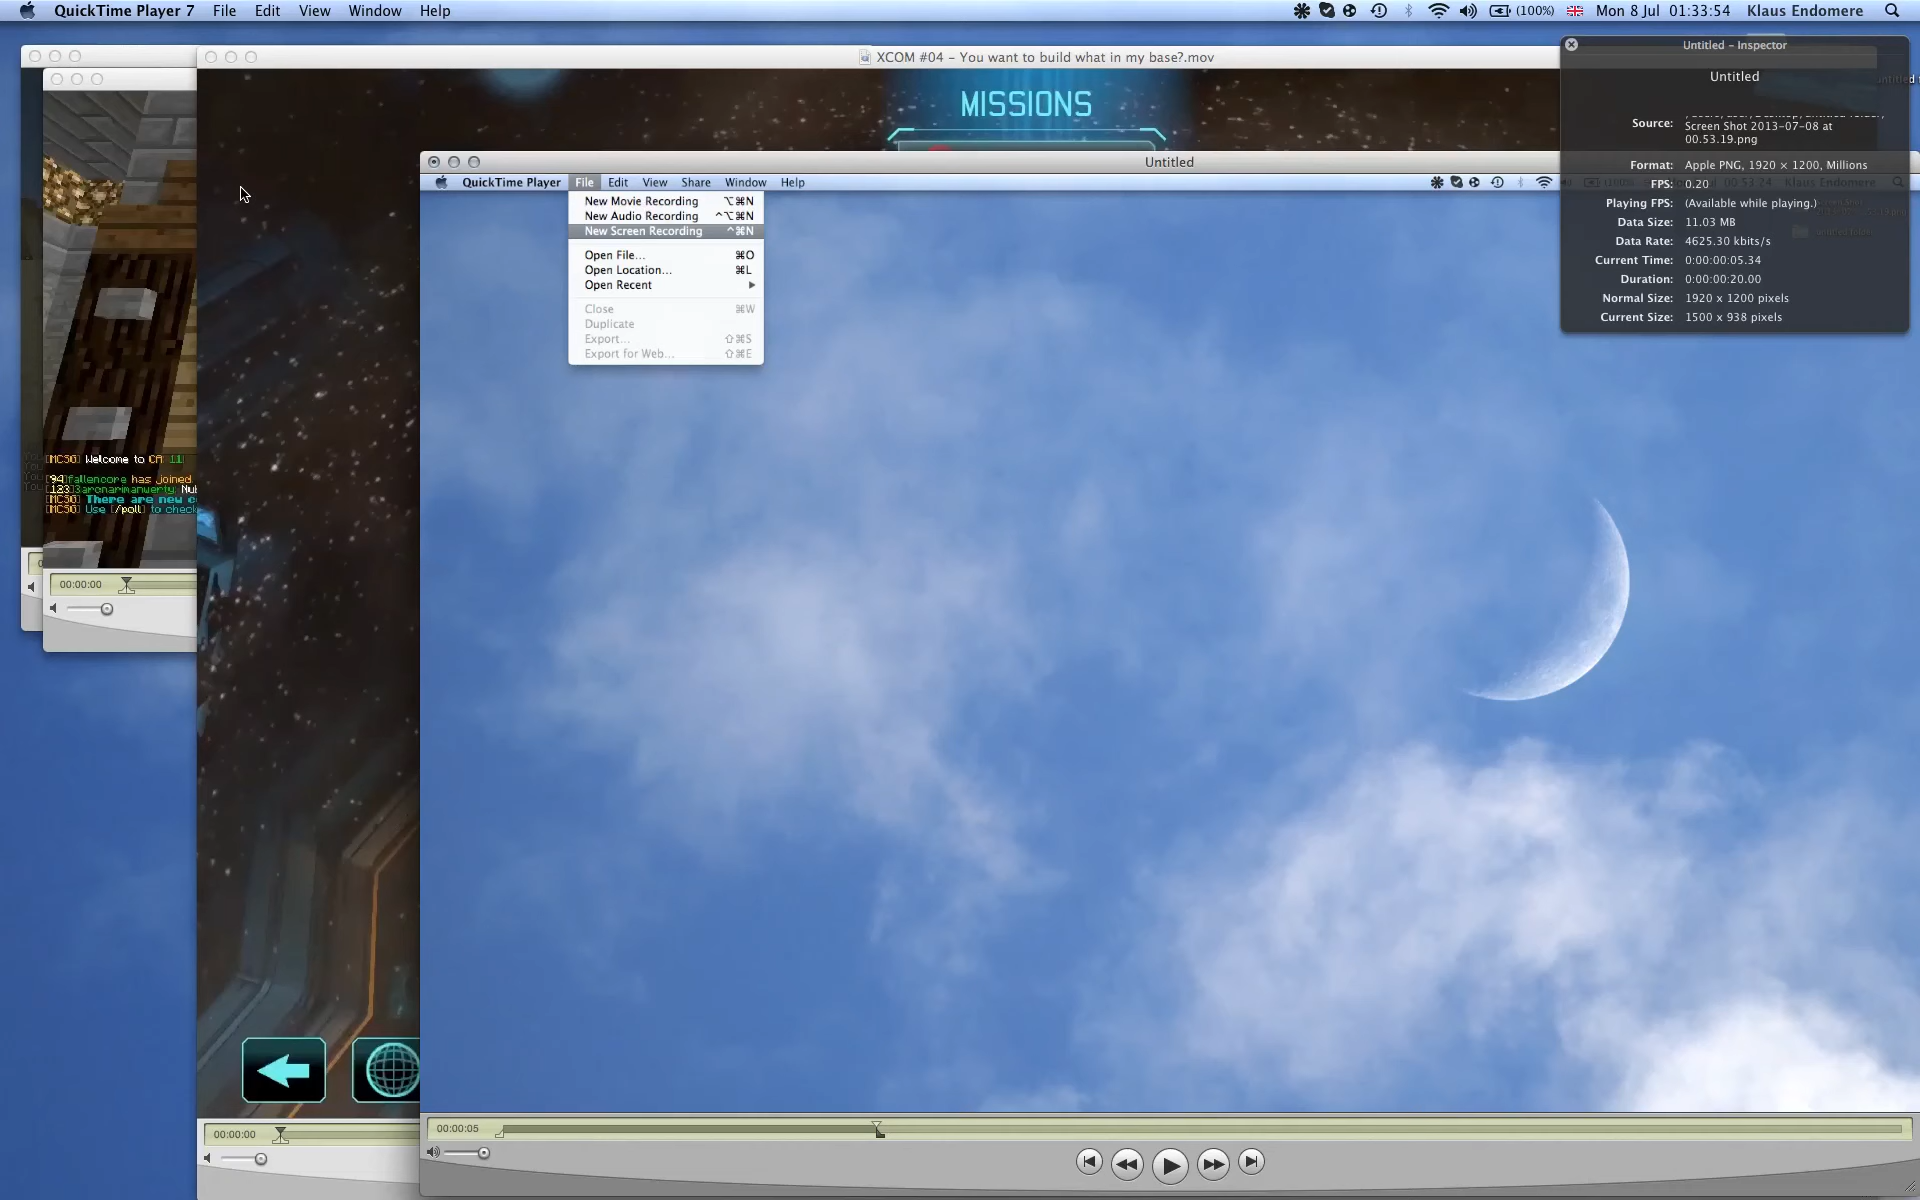 QuickTime Player 7 File Edit View Window Help
(100%) Mon 8 Jul 01:33:54 Klaus Endomere
XCOM #04 – You want to build what in my base?.mov
MISSIONS
Untitled – Inspector
Untitled
Source:
Screen Shot 2013-07-08 at
00.53.19.png
Format: Apple PNG, 1920 × 1200, Millions
FPS: 0.20
Playing FPS: (Available while playing.)
Data Size: 11.03 MB
Data Rate: 4625.30 kbits/s
Current Time: 0:00:00:05.34
Duration: 0:00:00:20.00
Normal Size: 1920 x 1200 pixels
Current Size: 1500 x 938 pixels
Untitled
QuickTime Player File Edit View Share Window Help
New Movie Recording ⌥⌘N
New Audio Recording ^⌥⌘N
New Screen Recording ^⌘N
Open File... ⌘O
Open Location... ⌘L
Open Recent
Close ⌘W
Duplicate
Export... ⇧⌘S
Export for Web... ⇧⌘E
[MCSG] Welcome to CA 11
[94]fallencore has joined
[MCSG] There are new
[MCSG] Use [/poll] to check
00:00:00
00:00:00
00:00:05